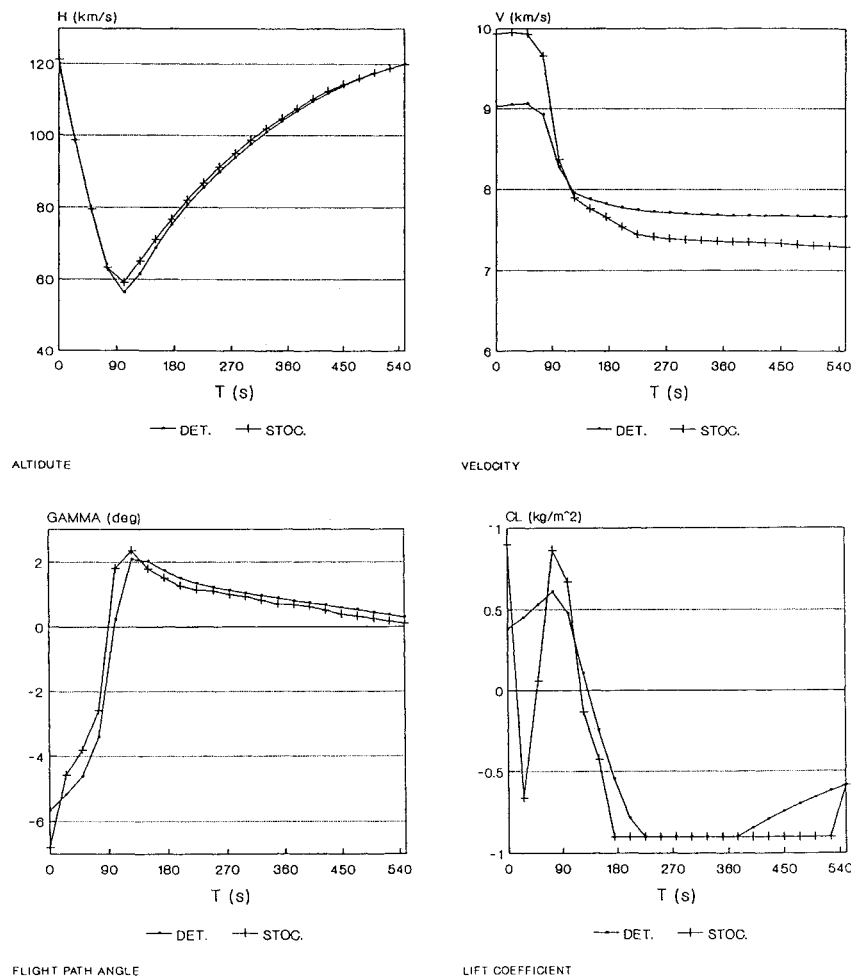 H (km/s)
120
100
80
60
40
0 90 180 270 360 450 540
T (s)
DET. STOC.
ALTIDUTE
V (km/s)
10
9
8
7
6
0 90 180 270 360 450 540
T (s)
DET. STOC.
VELOCITY
GAMMA (deg)
2
0
-2
-4
-6
0 90 180 270 360 450 540
T (s)
DET. STOC.
FLIGHT PATH ANGLE
CL (kg/m^2)
1
0.5
0
-0.5
-1
0 90 180 270 360 450 540
T (s)
DET. STOC.
LIFT COEFFICIENT